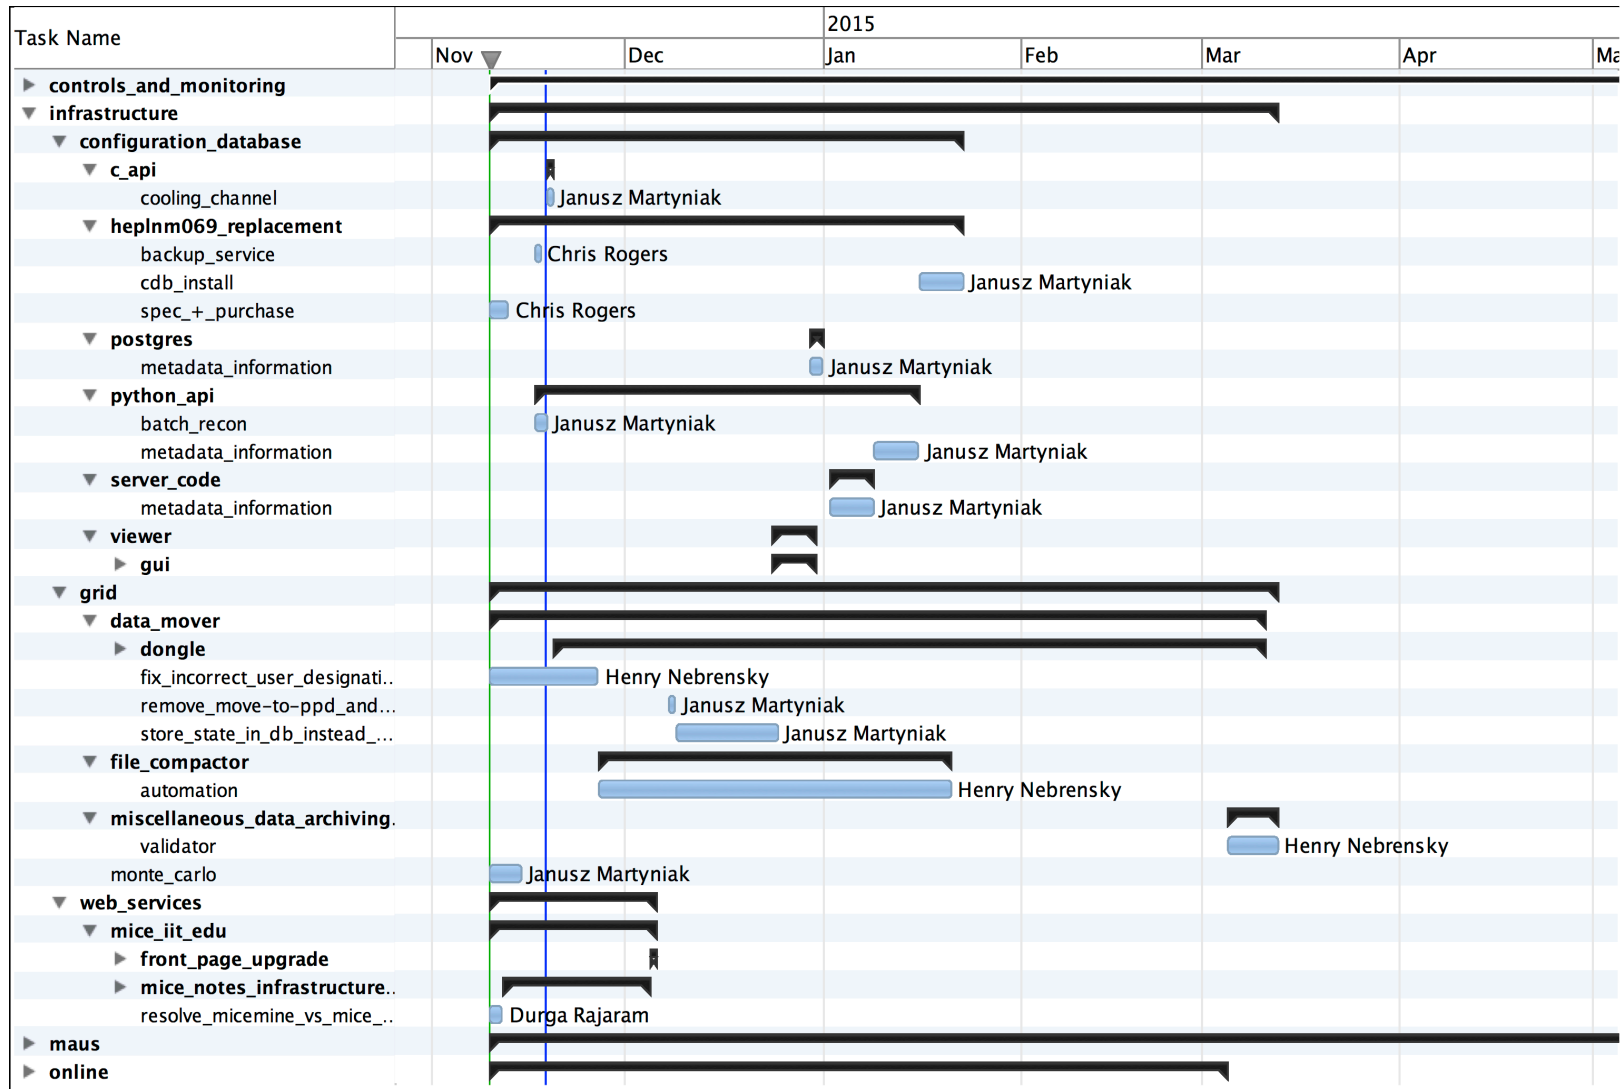 2015
Task Name
Nov Dec Jan Feb Mar Apr Ma
controls_and_monitoring
infrastructure
configuration_database
c_api
cooling_channel Janusz Martyniak
heplnm069_replacement
backup_service Chris Rogers
cdb_install Janusz Martyniak
spec_+_purchase Chris Rogers
postgres
metadata_information Janusz Martyniak
python_api
batch_recon Janusz Martyniak
metadata_information Janusz Martyniak
server_code
metadata_information Janusz Martyniak
viewer
gui
grid
data_mover
dongle
fix_incorrect_user_designati.. Henry Nebrensky
remove_move-to-ppd_and... Janusz Martyniak
store_state_in_db_instead_... Janusz Martyniak
file_compactor
automation Henry Nebrensky
miscellaneous_data_archiving.
validator Henry Nebrensky
monte_carlo Janusz Martyniak
web_services
mice_iit_edu
front_page_upgrade
mice_notes_infrastructure..
resolve_micemine_vs_mice_.. Durga Rajaram
maus
online